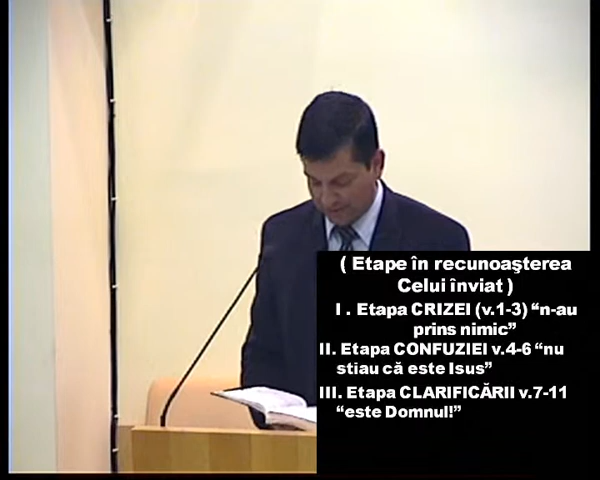 ( Etape în recunoaşterea
Celui înviat )
I . Etapa CRIZEI (v.1-3) “n-au
prins nimic”
II. Etapa CONFUZIEI v.4-6 “nu
stiau că este Isus”
III. Etapa CLARIFICĂRII v.7-11
“este Domnul!”